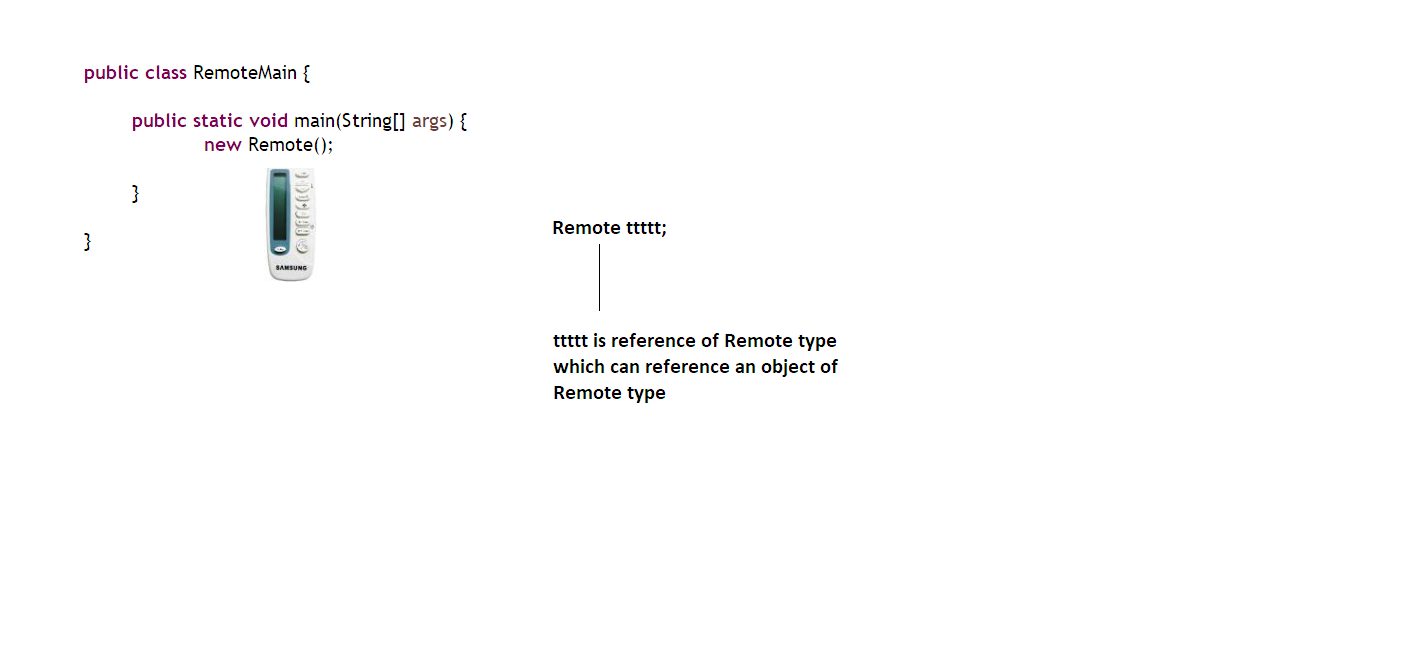 public class RemoteMain {
public static void main(String[] args) {
new Remote();
}
}
SAMSUNG
Remote ttttt;
ttttt is reference of Remote type
which can reference an object of
Remote type